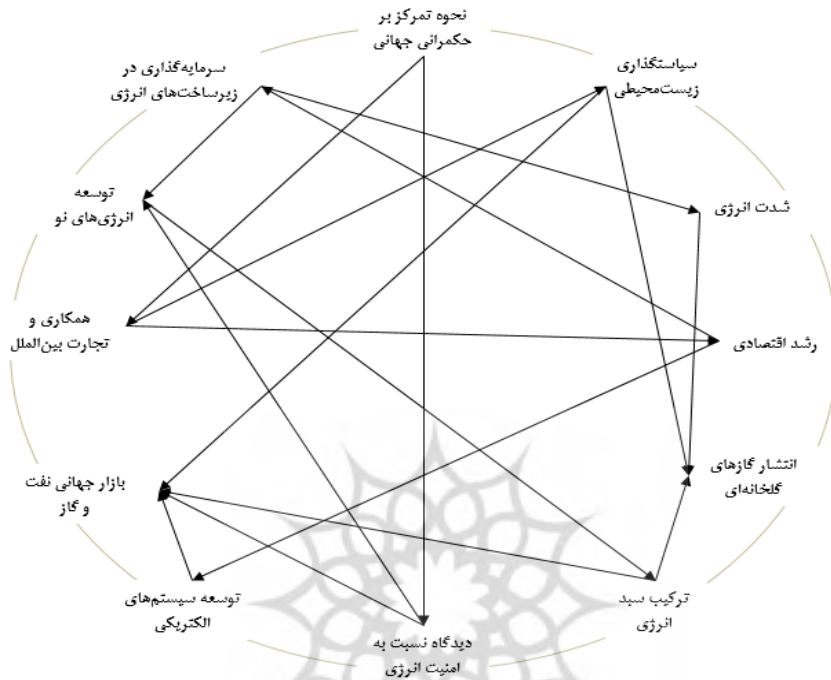 نحوه تمرکز بر
حکمرانی جهانی
سیاستگذاری
زیست‌محیطی
سرمایه‌گذاری در
زیرساخت‌های انرژی
شدت انرژی
توسعه
انرژی‌های نو
رشد اقتصادی
همکاری و
تجارت بین‌الملل
انتشار گازهای
گلخانه‌ای
بازار جهانی نفت
و گاز
ترکیب سبد
انرژی
توسعه سیستم‌های
الکتریکی
دیدگاه نسبت به
امنیت انرژی